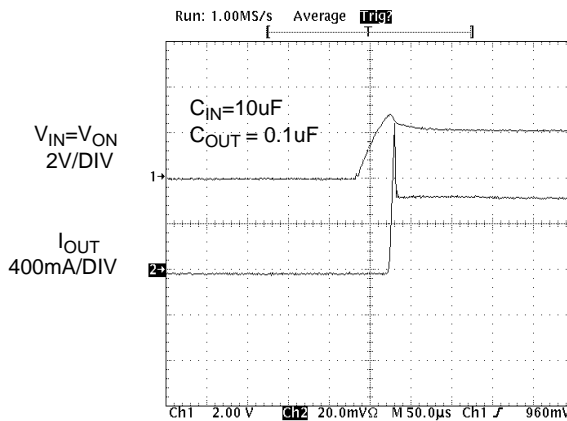 Run: 1.00MS/s Average Trig?
T
C_IN=10uF
C_OUT = 0.1uF
V_IN=V_ON
2V/DIV
1→
I_OUT
400mA/DIV
2→
Ch1 2.00 V Ch2 20.0mVΩ M 50.0µs Ch1 ƒ 960mV